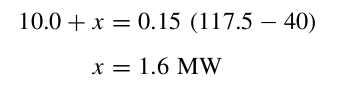 10.0 + x = 0.15 (117.5 − 40)
x = 1.6 MW